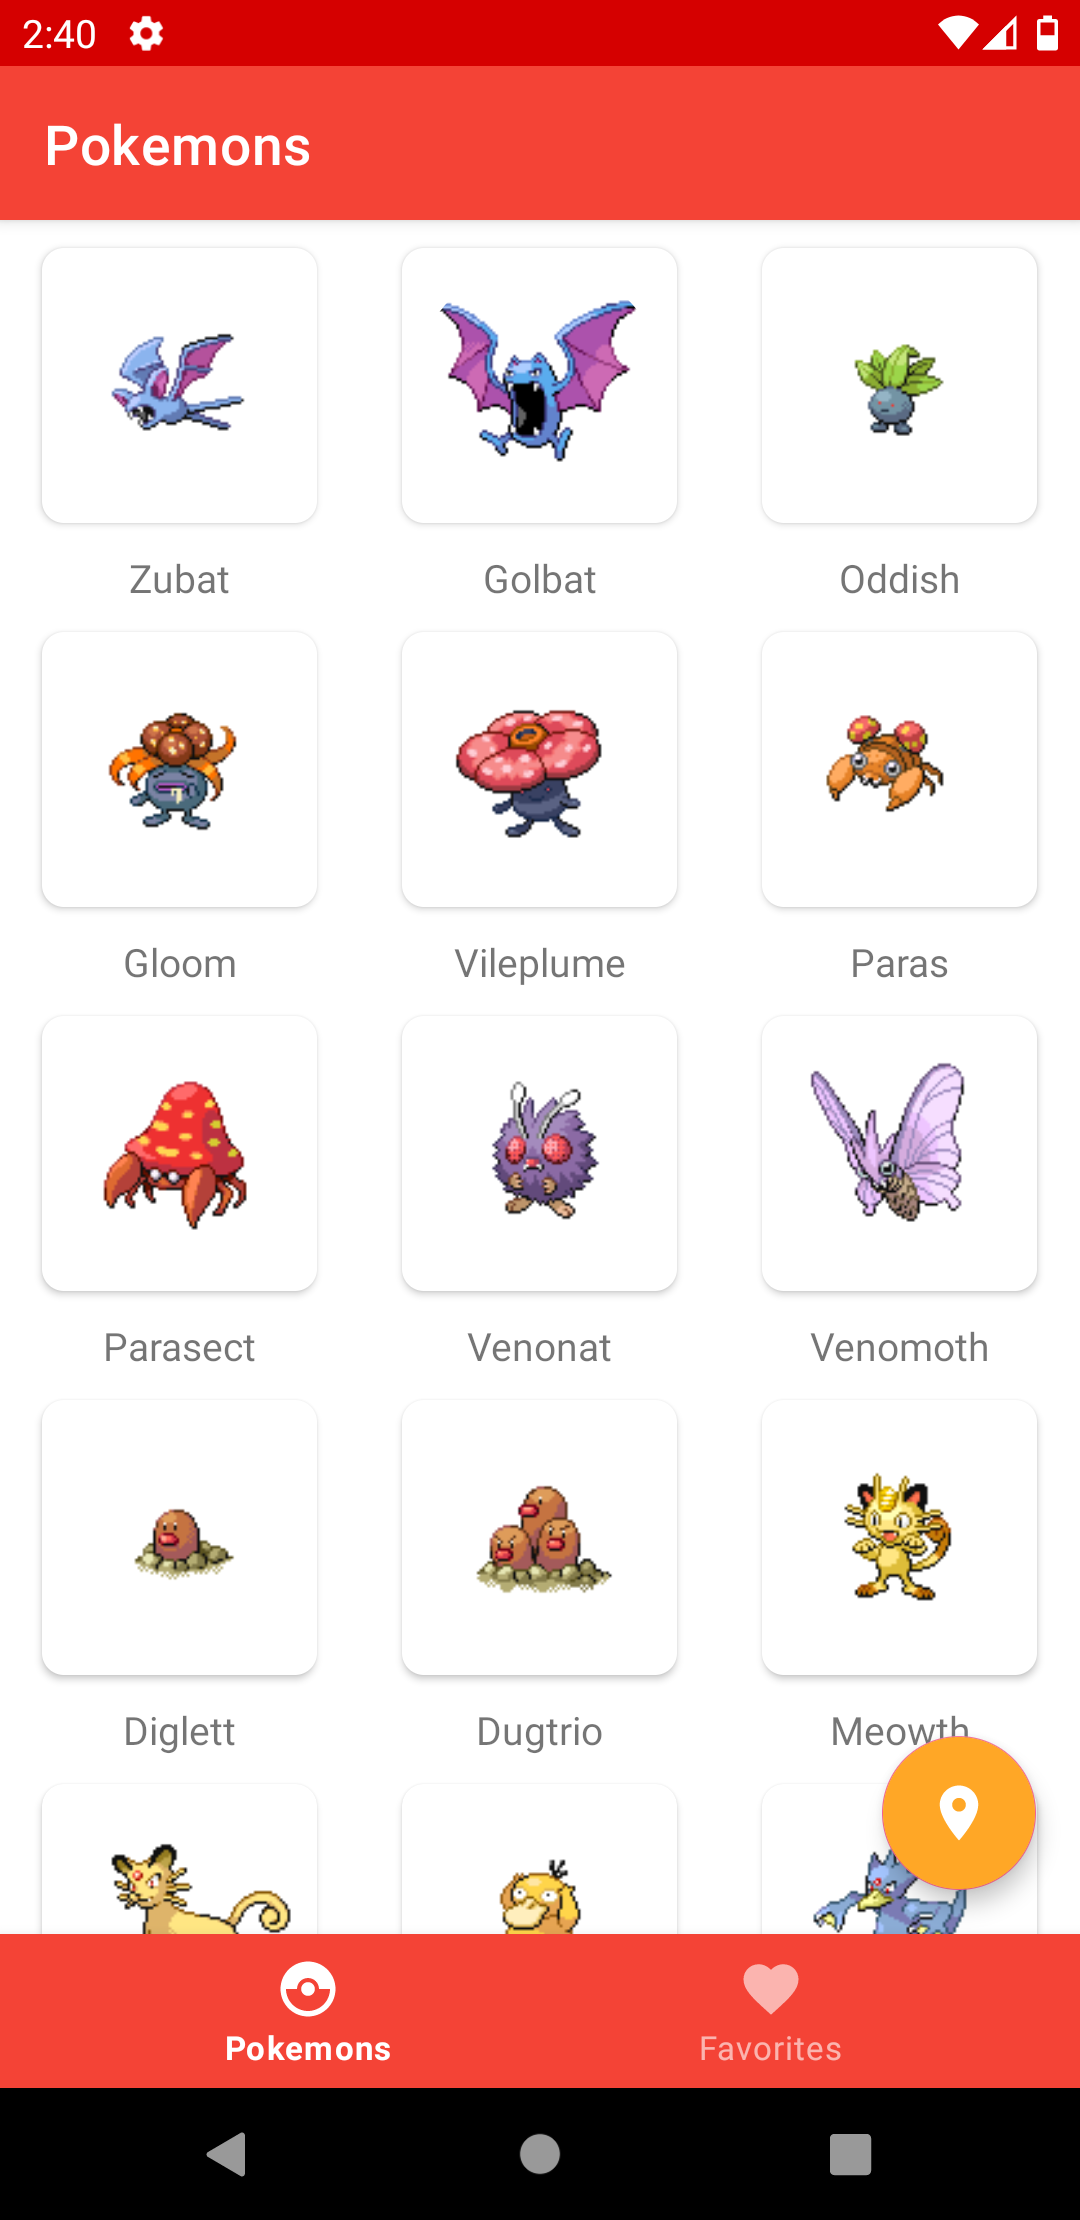 2:40
Pokemons
Zubat
Golbat
Oddish
Gloom
Vileplume
Paras
Parasect
Venonat
Venomoth
Diglett
Dugtrio
Meowth
Pokemons
Favorites